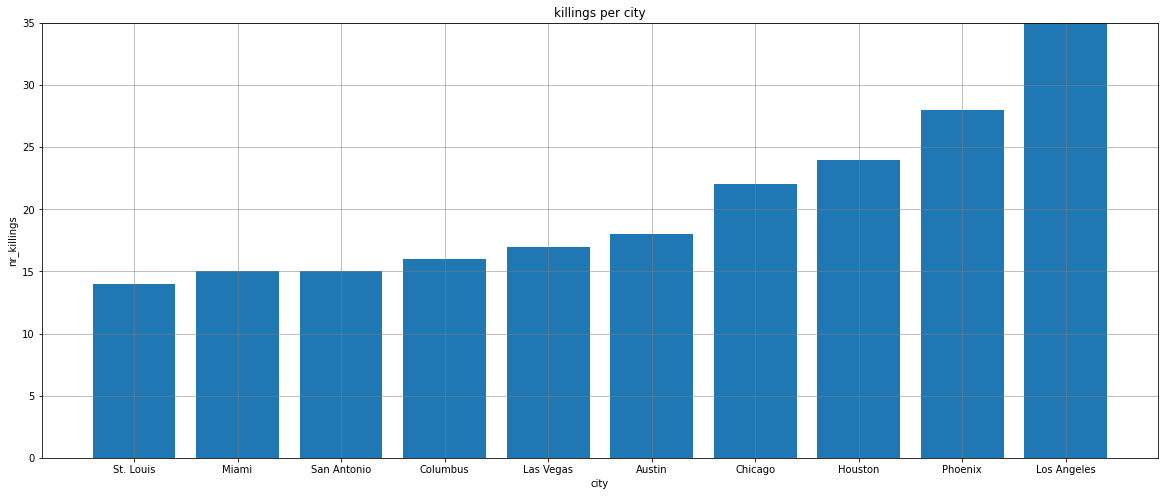 killings per city
35
30
25
20
15
10
5
0
nr_killings
St. Louis
Miami
San Antonio
Columbus
Las Vegas
Austin
Chicago
Houston
Phoenix
Los Angeles
city